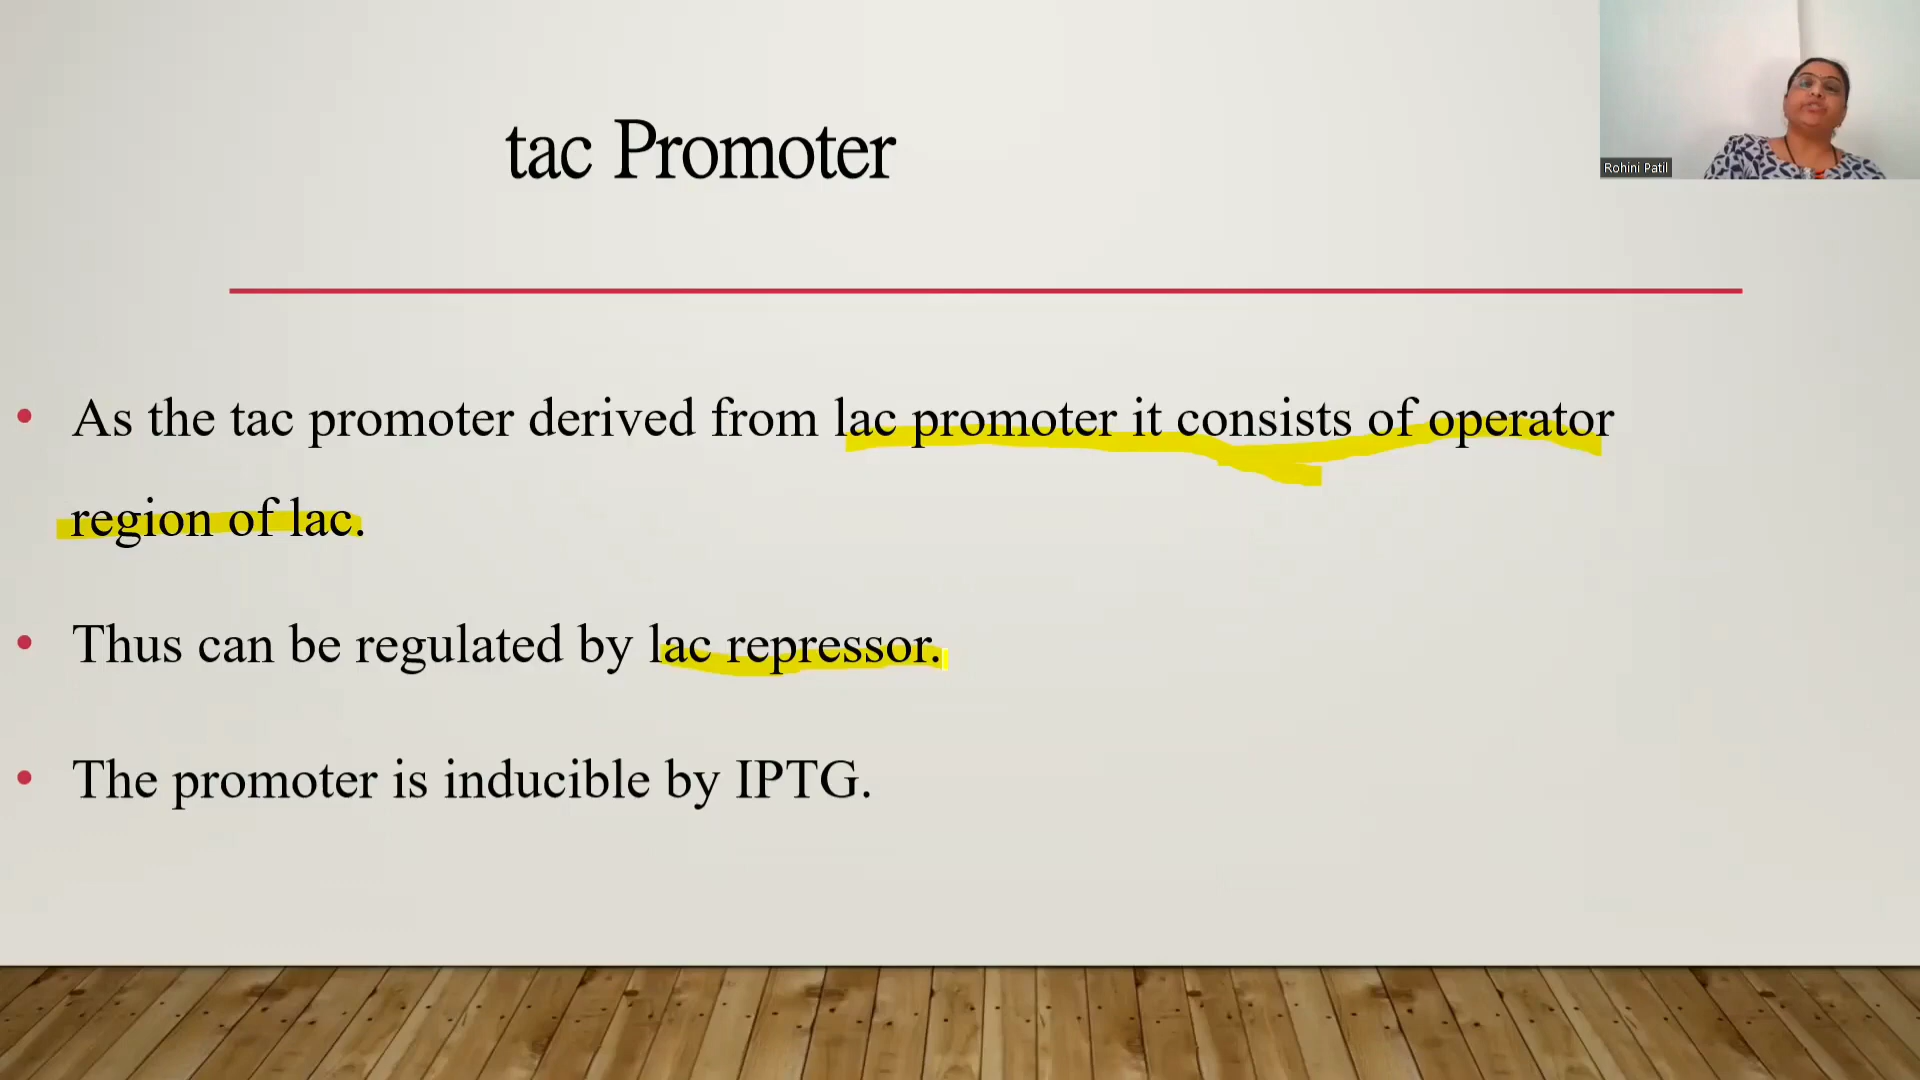 tac Promoter
Rohini Patil
• As the tac promoter derived from lac promoter it consists of operator
region of lac.
• Thus can be regulated by lac repressor.
• The promoter is inducible by IPTG.